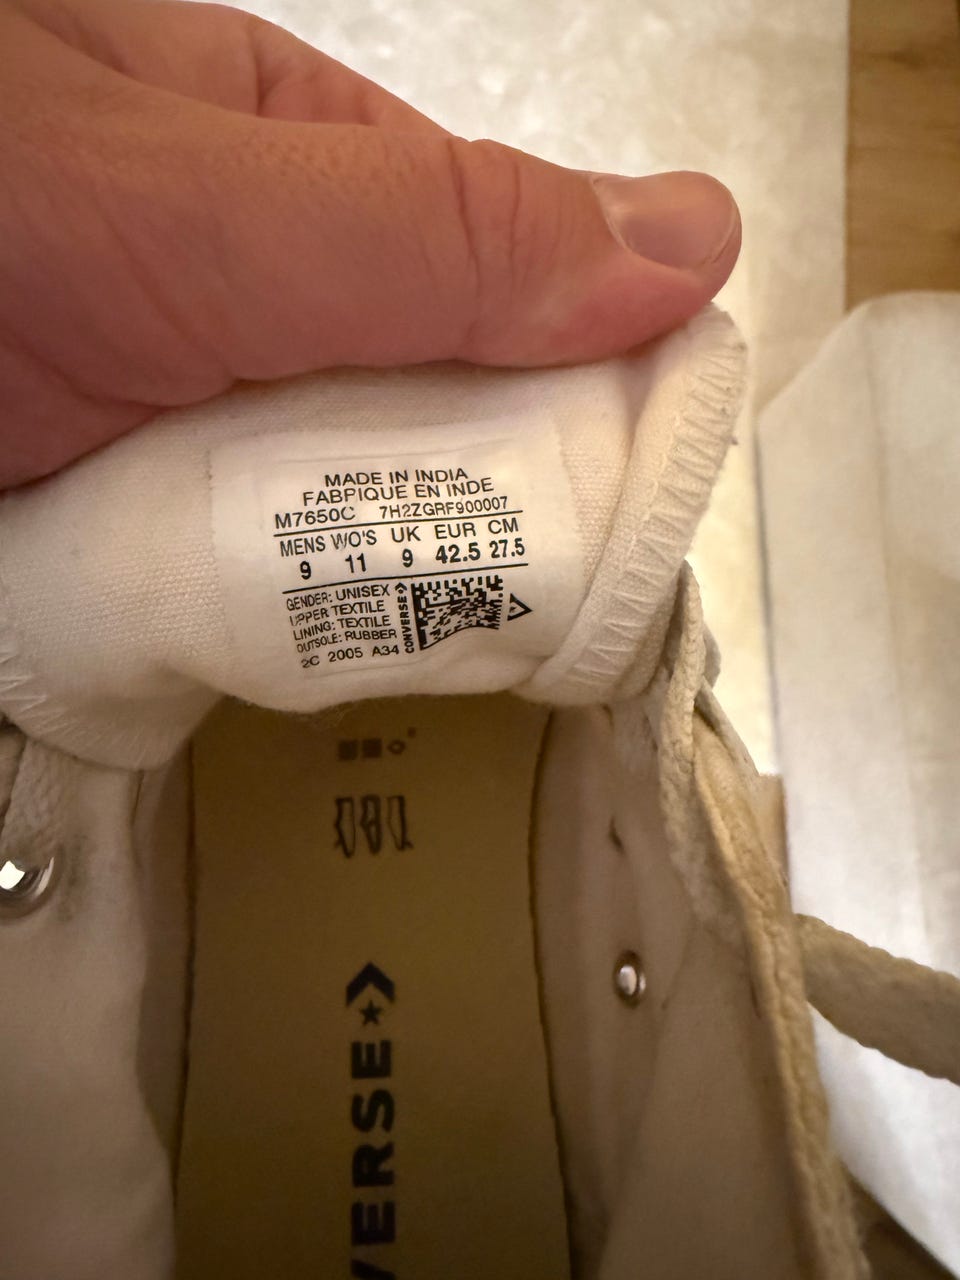 MADE IN INDIA
FABPIQUE EN INDE
M7650C 7H2ZGRF900007
MENS WO'S UK EUR CM
9 11 9 42.5 27.5
GENDER: UNISEX
UPPER TEXTILE
LINING: TEXTILE
OUTSOLE: RUBBER
2C 2005 A34
CONVERSE
VERSE